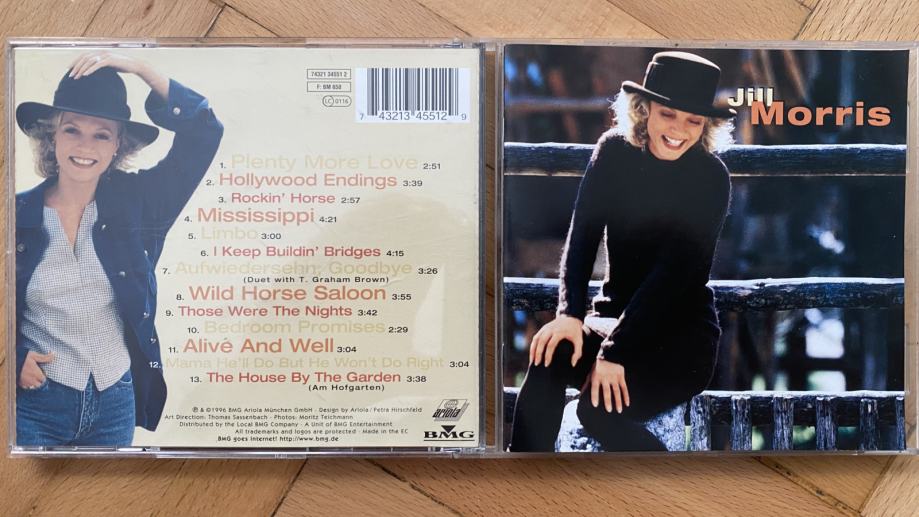 74321 34551 2
F: BM 650
LC 0116
7 43213 45512 9
1. Plenty More Love 2:51
2. Hollywood Endings 3:39
3. Rockin' Horse 2:57
4. Mississippi 4:21
5. Limbo 3:00
6. I Keep Buildin' Bridges 4:15
7. Aufwiedersehn; Goodbye 3:26
(Duet with T. Graham Brown)
8. Wild Horse Saloon 3:55
9. Those Were The Nights 3:42
10. Bedroom Promises 2:29
11. Alive And Well 3:04
12. Mama He'll Do But He Won't Do Right 3:04
13. The House By The Garden 3:38
(Am Hofgarten)
℗ & ©1996 BMG Ariola München GmbH - Design by Ariola / Petra Hirschfeld
Art Direction: Thomas Sassenbach - Photos: Moritz Teichmann
Distributed by the Local BMG Company - A Unit of BMG Entertainment
All trademarks and logos are protected - Made in the EC
BMG goes Internet! http://www.bmg.de
ariola
BMG
Jill
Morris